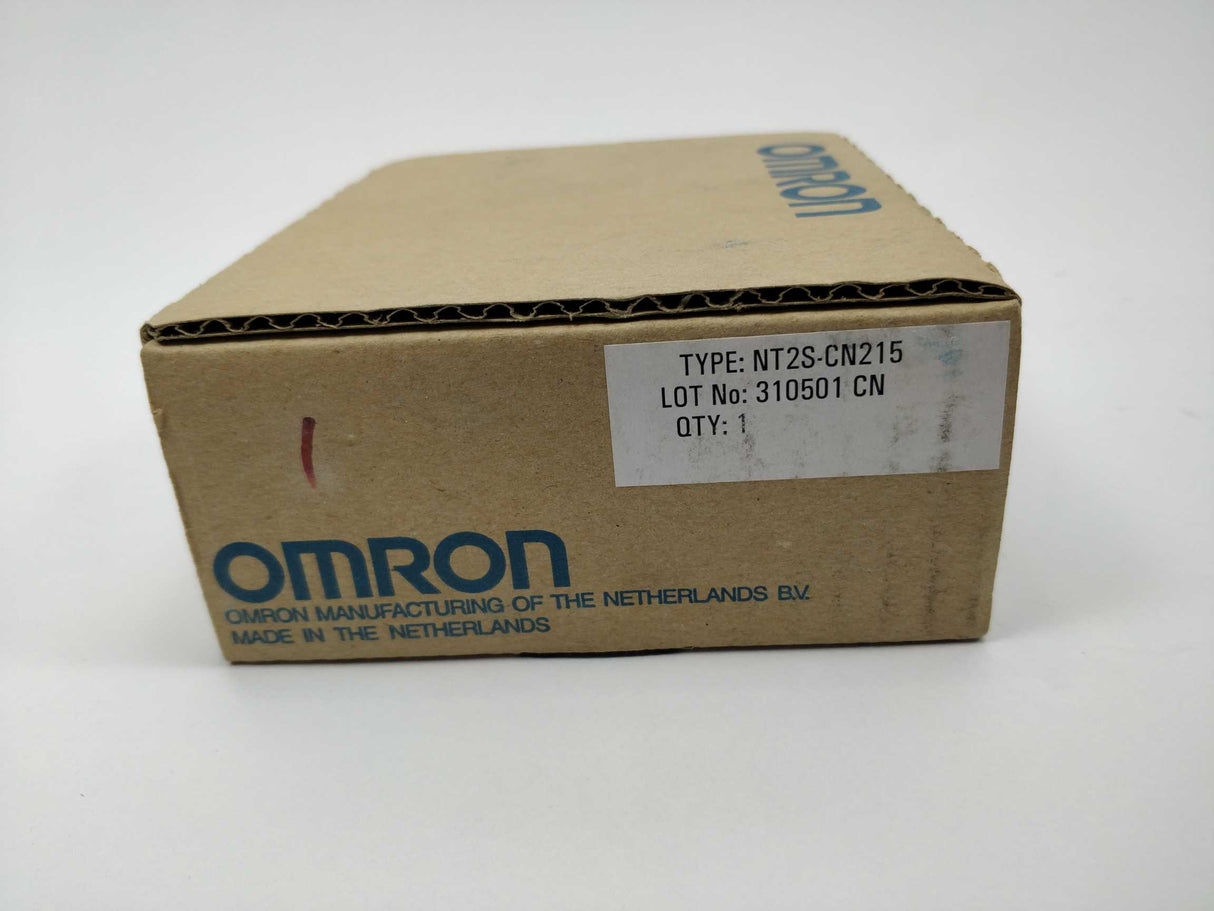 OMRON
TYPE: NT2S-CN215
LOT No: 310501 CN
QTY: 1
OMRON
OMRON MANUFACTURING OF THE NETHERLANDS B.V.
MADE IN THE NETHERLANDS